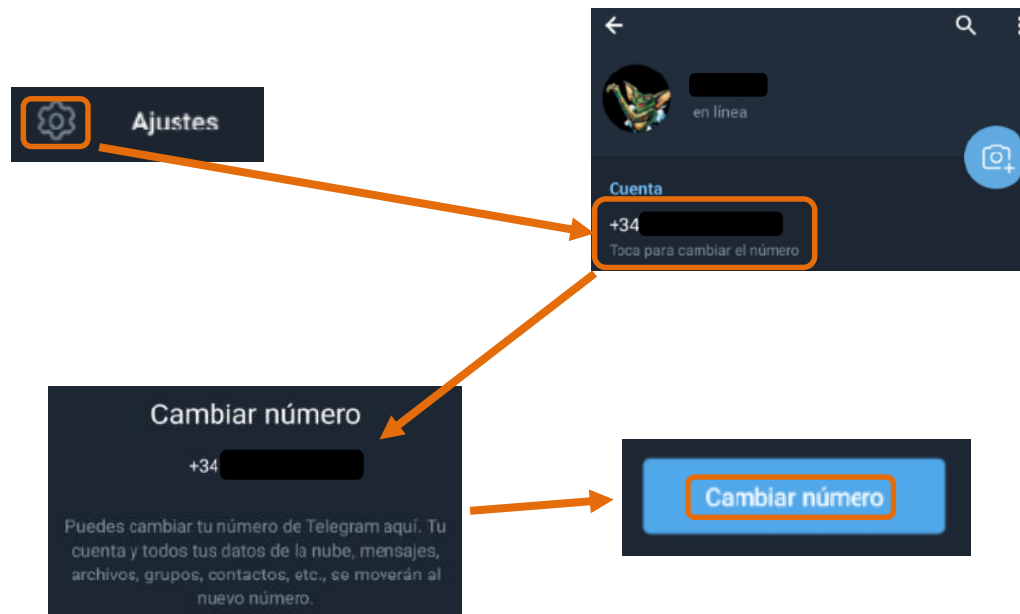 Ajustes
en línea
Cuenta
+34
Toca para cambiar el número
Cambiar número
+34
Puedes cambiar tu número de Telegram aquí. Tu
cuenta y todos tus datos de la nube, mensajes,
archivos, grupos, contactos, etc., se moverán al
nuevo número.
Cambiar número